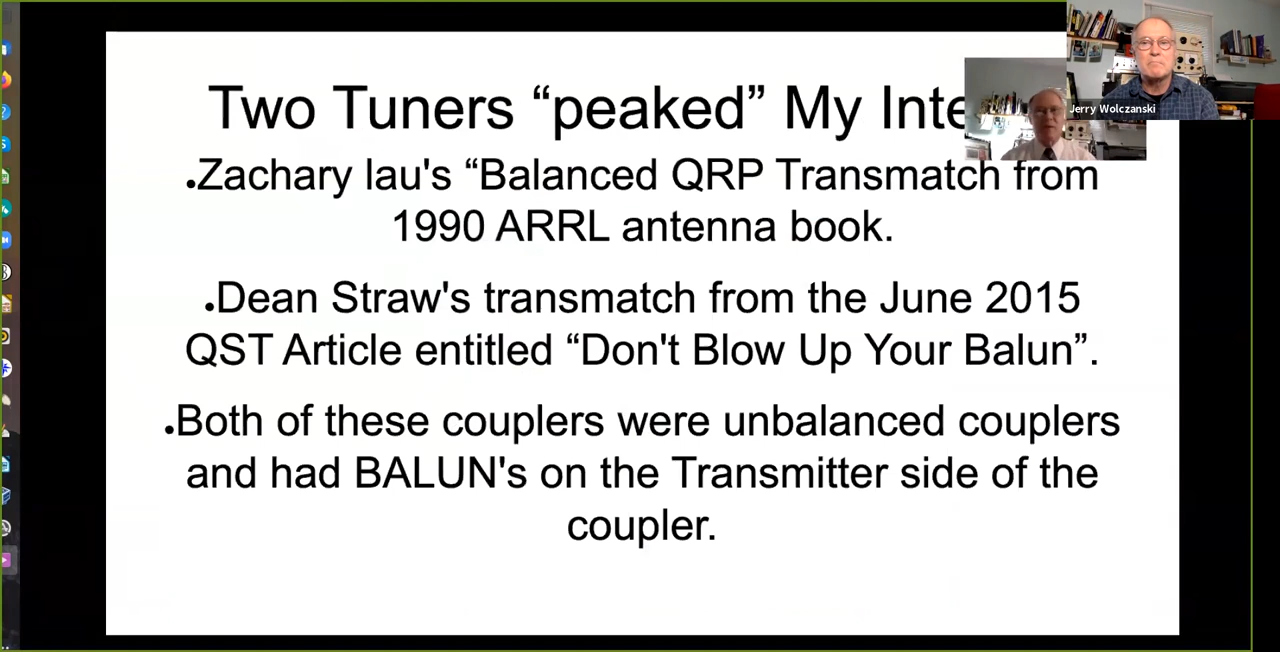 Two Tuners “peaked” My Inte
Jerry Wolczanski
•Zachary lau's “Balanced QRP Transmatch from
1990 ARRL antenna book.
•Dean Straw's transmatch from the June 2015
QST Article entitled “Don't Blow Up Your Balun”.
•Both of these couplers were unbalanced couplers
and had BALUN's on the Transmitter side of the
coupler.